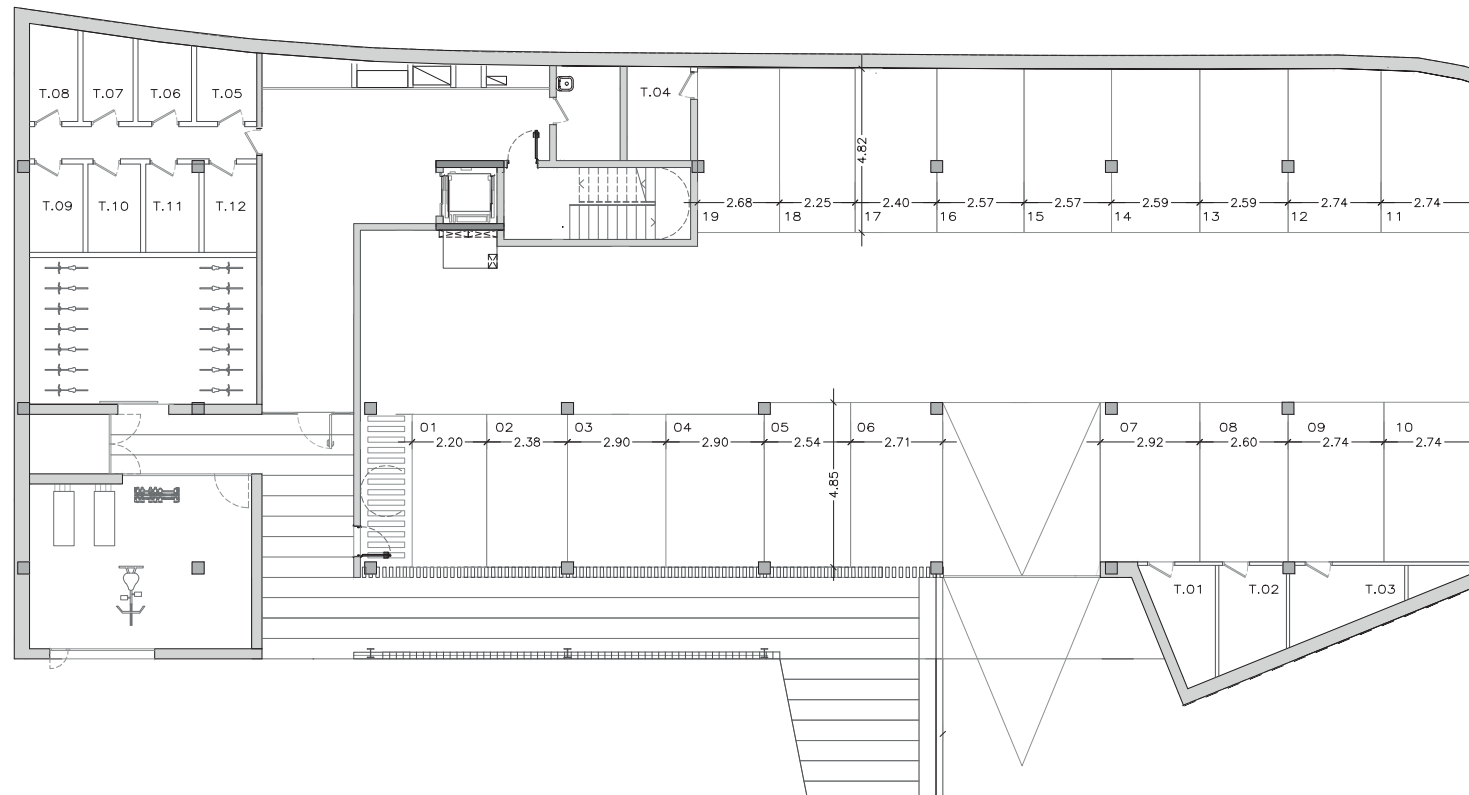 T.08 T.07 T.06 T.05 T.04
4.82
T.09 T.10 T.11 T.12
2.68 2.25 2.40 2.57 2.57 2.59 2.59 2.74 2.74
19 18 17 16 15 14 13 12 11
01 02 03 04 05 06 07 08 09 10
2.20 2.38 2.90 2.90 2.54 2.71 2.92 2.60 2.74 2.74
4.85
T.01 T.02 T.03